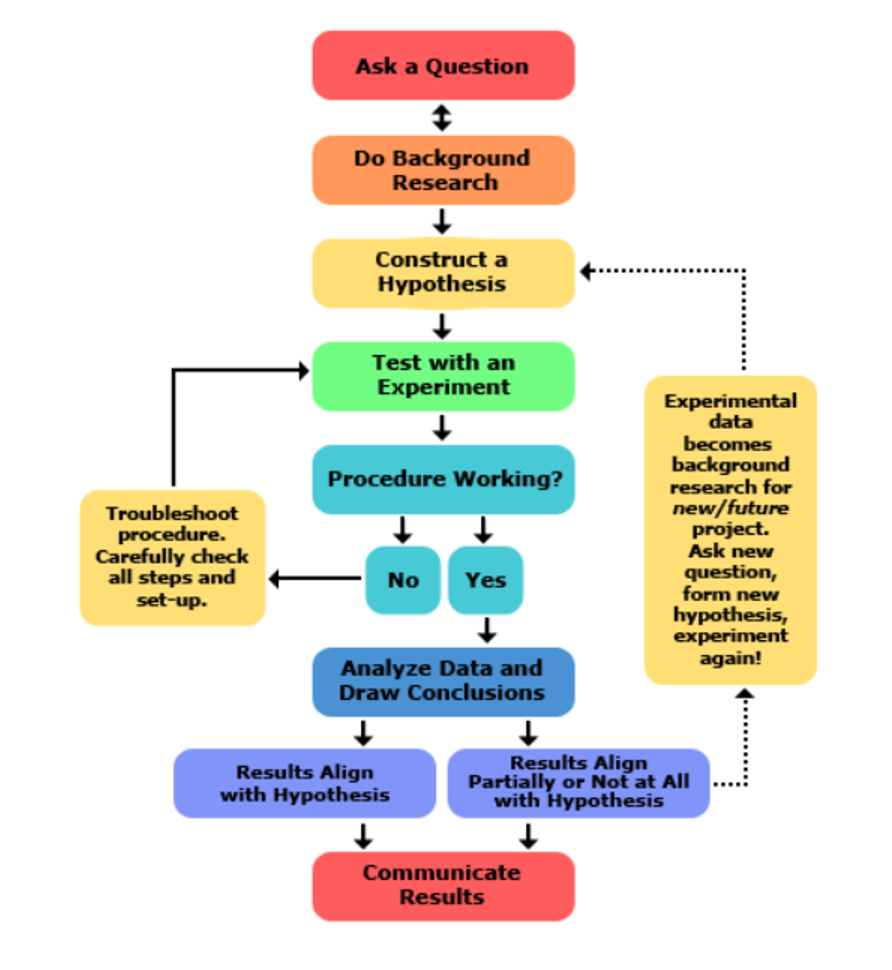 Ask a Question
Do Background
Research
Construct a
Hypothesis
Test with an
Experiment
Procedure Working?
No
Yes
Troubleshoot
procedure.
Carefully check
all steps and
set-up.
Experimental
data
becomes
background
research for
new/future
project.
Ask new
question,
form new
hypothesis,
experiment
again!
Analyze Data and
Draw Conclusions
Results Align
with Hypothesis
Results Align
Partially or Not at All
with Hypothesis
Communicate
Results